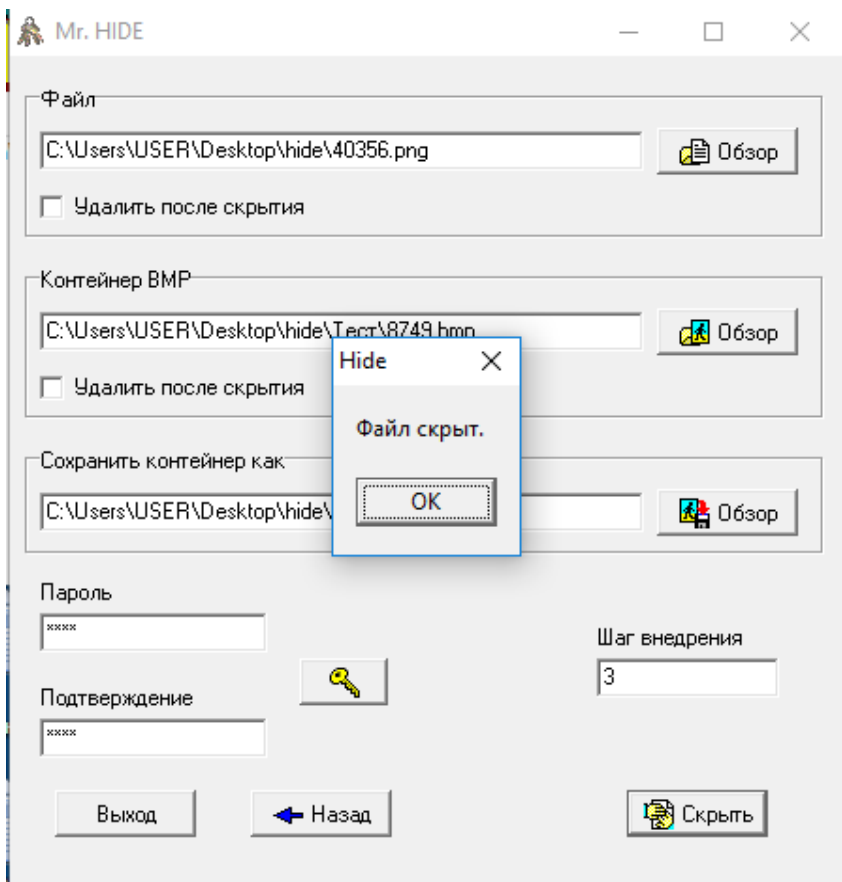 Mr. HIDE
Файл
C:\Users\USER\Desktop\hide\40356.png
Обзор
Удалить после скрытия
Контейнер BMP
C:\Users\USER\Desktop\hide\Тест\8749.bmp
Обзор
Удалить после скрытия
Hide
Файл скрыт.
OK
Сохранить контейнер как
C:\Users\USER\Desktop\hide\
Обзор
Пароль
xxxx
Шаг внедрения
3
Подтверждение
xxxx
Выход
Назад
Скрыть